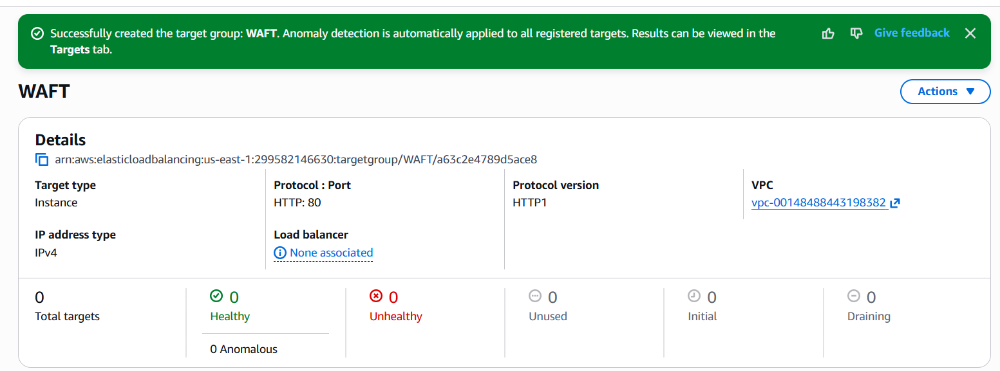 Successfully created the target group: WAFT. Anomaly detection is automatically applied to all registered targets. Results can be viewed in the
Targets tab.
Give feedback
WAFT
Actions
Details
arn:aws:elasticloadbalancing:us-east-1:299582146630:targetgroup/WAFT/a63c2e4789d5ace8
Target type
Instance
Protocol : Port
HTTP: 80
Protocol version
HTTP1
VPC
vpc-00148488443198382
IP address type
IPv4
Load balancer
None associated
0
Total targets
0
Healthy
0 Anomalous
0
Unhealthy
0
Unused
0
Initial
0
Draining